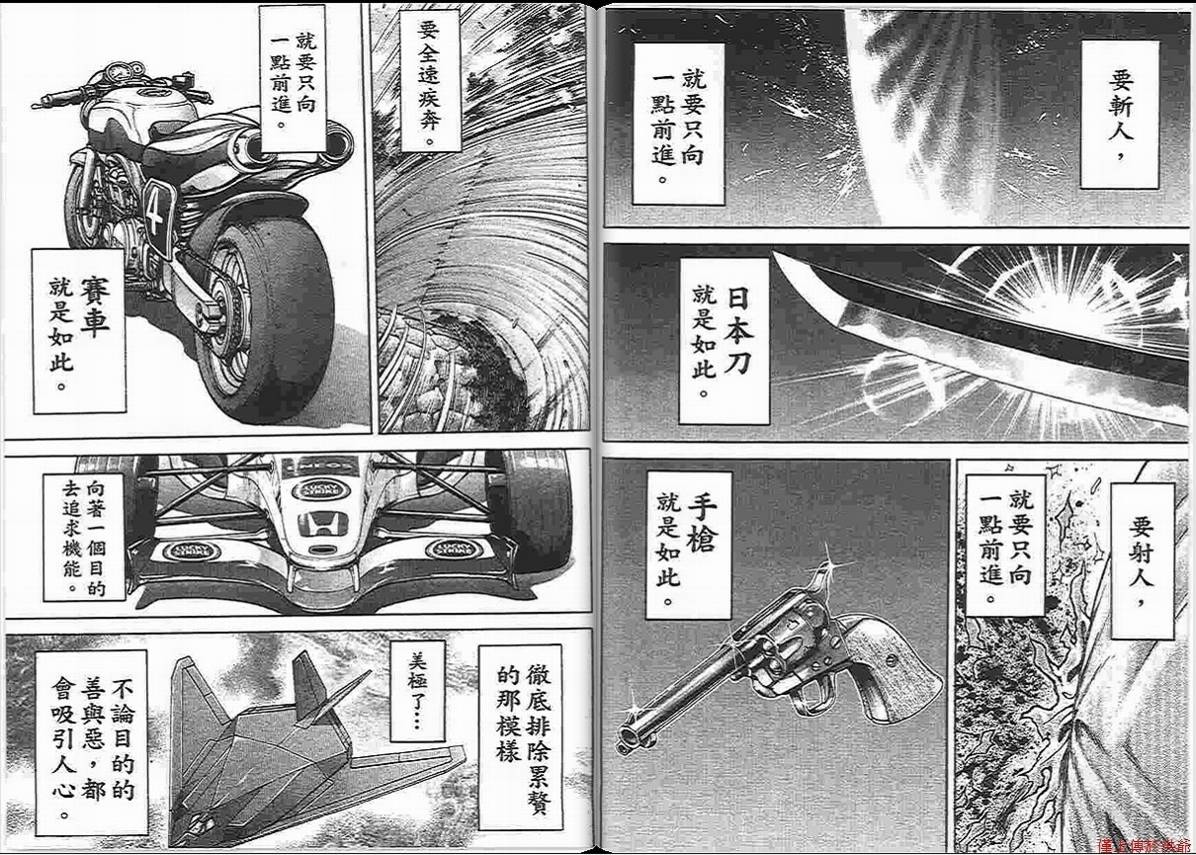 要斬人，
就要只向
一點前進。
日本刀
就是如此。
要射人，
就要只向
一點前進。
手槍
就是如此。
要全速疾奔。
就要只向
一點前進。
4
賽車
就是如此。
LUCKY
STRIKE
LUCKY
STRIKE
LUCKY
STRIKE
向著一個目的
去追求機能。
徹底排除累贅
的那模樣
美極了…
不論目的的
善與惡，都
會吸引人心。